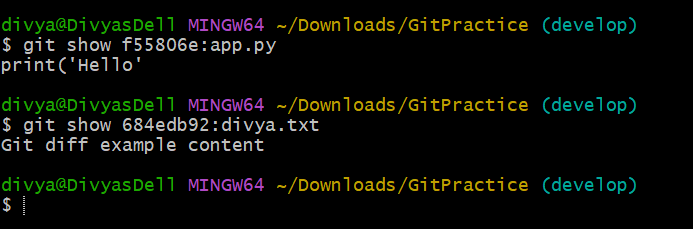 divya@DivyasDell MINGW64 ~/Downloads/GitPractice (develop)
$ git show f55806e:app.py
print('Hello'
divya@DivyasDell MINGW64 ~/Downloads/GitPractice (develop)
$ git show 684edb92:divya.txt
Git diff example content
divya@DivyasDell MINGW64 ~/Downloads/GitPractice (develop)
$